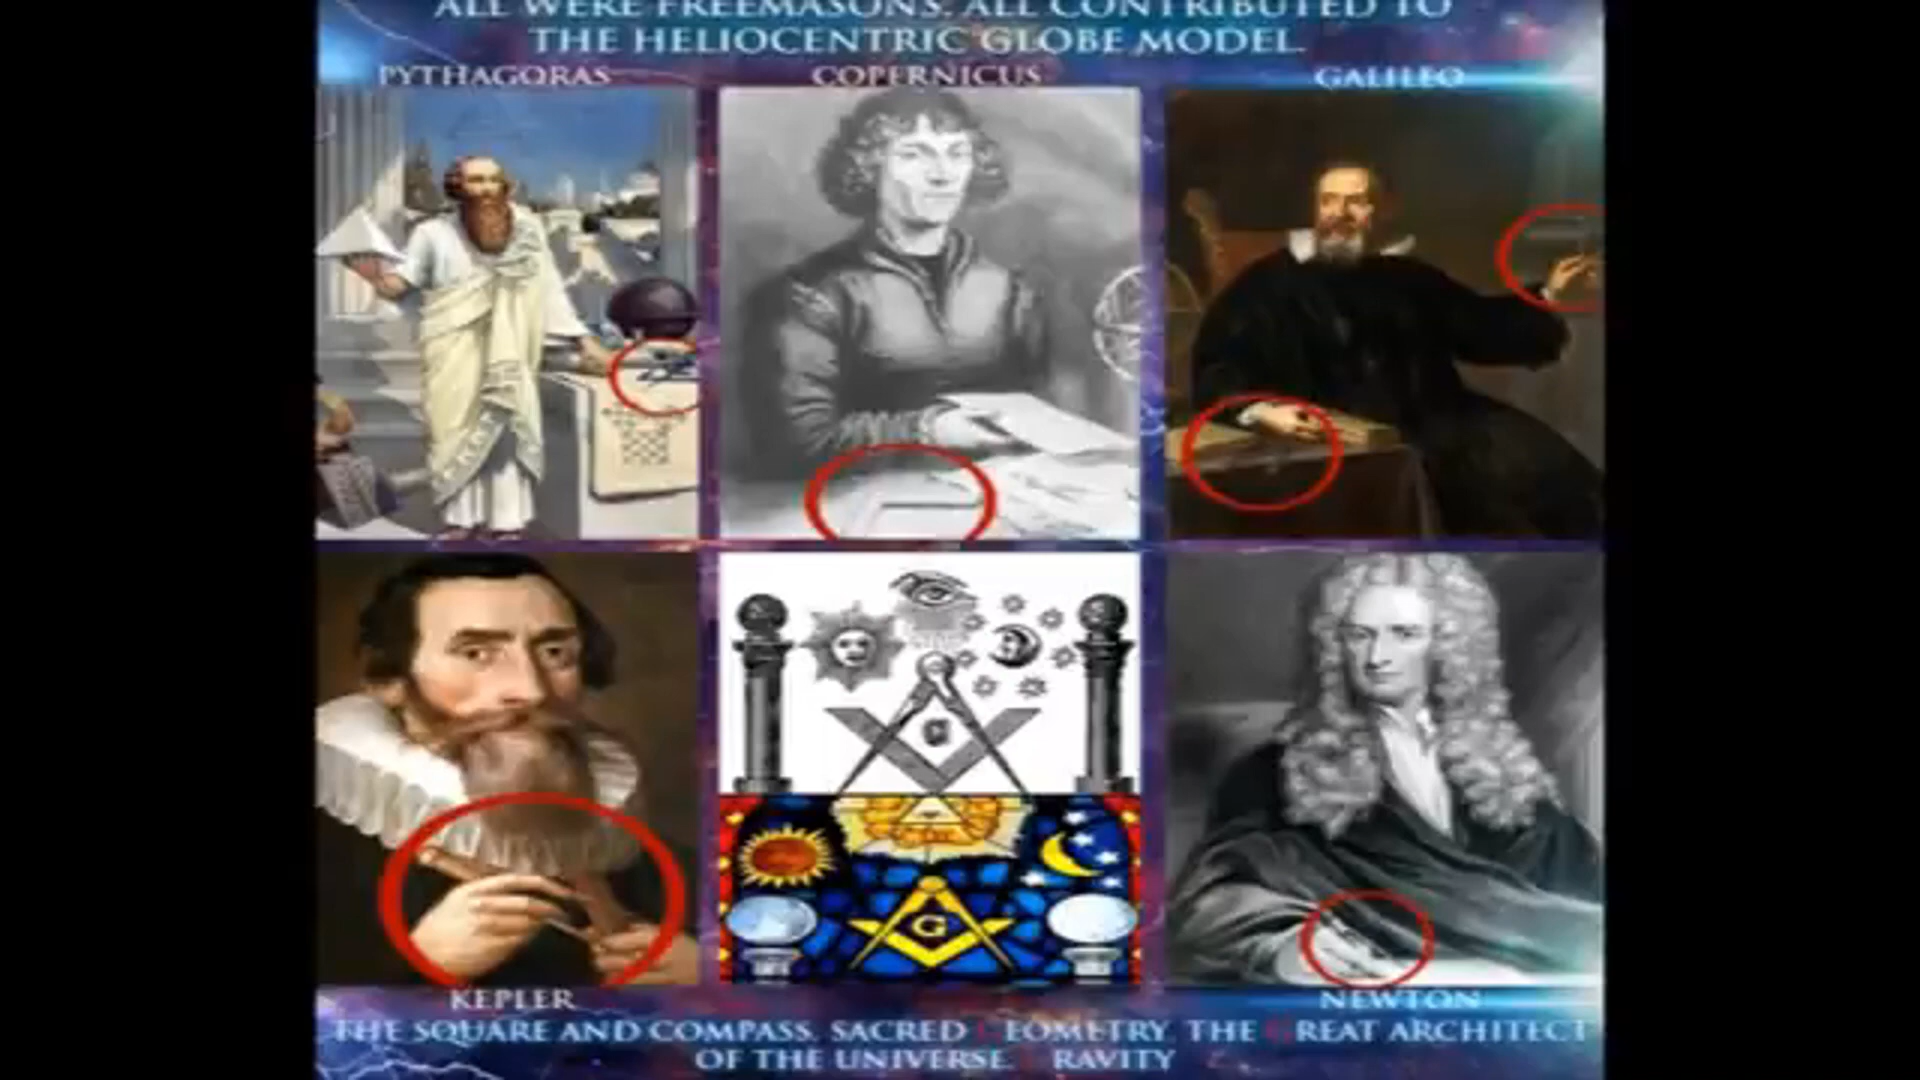 ALL WERE FREEMASONS. ALL CONTRIBUTED TO
THE HELIOCENTRIC GLOBE MODEL.
PYTHAGORAS COPERNICUS GALILEO
G
G
KEPLER NEWTON
THE SQUARE AND COMPASS. SACRED GEOMETRY. THE GREAT ARCHITECT
OF THE UNIVERSE. GRAVITY